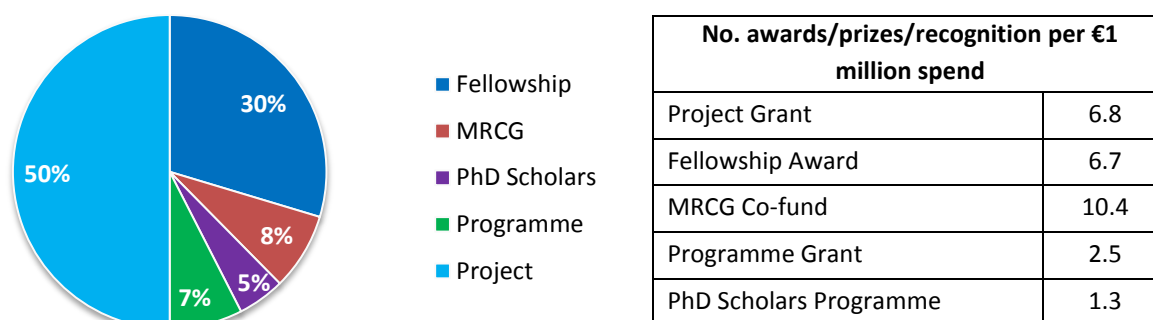 30%
50%
8%
5%
7%
Fellowship
MRCG
PhD Scholars
Programme
Project
No. awards/prizes/recognition per €1
million spend
Project Grant 6.8
Fellowship Award 6.7
MRCG Co-fund 10.4
Programme Grant 2.5
PhD Scholars Programme 1.3